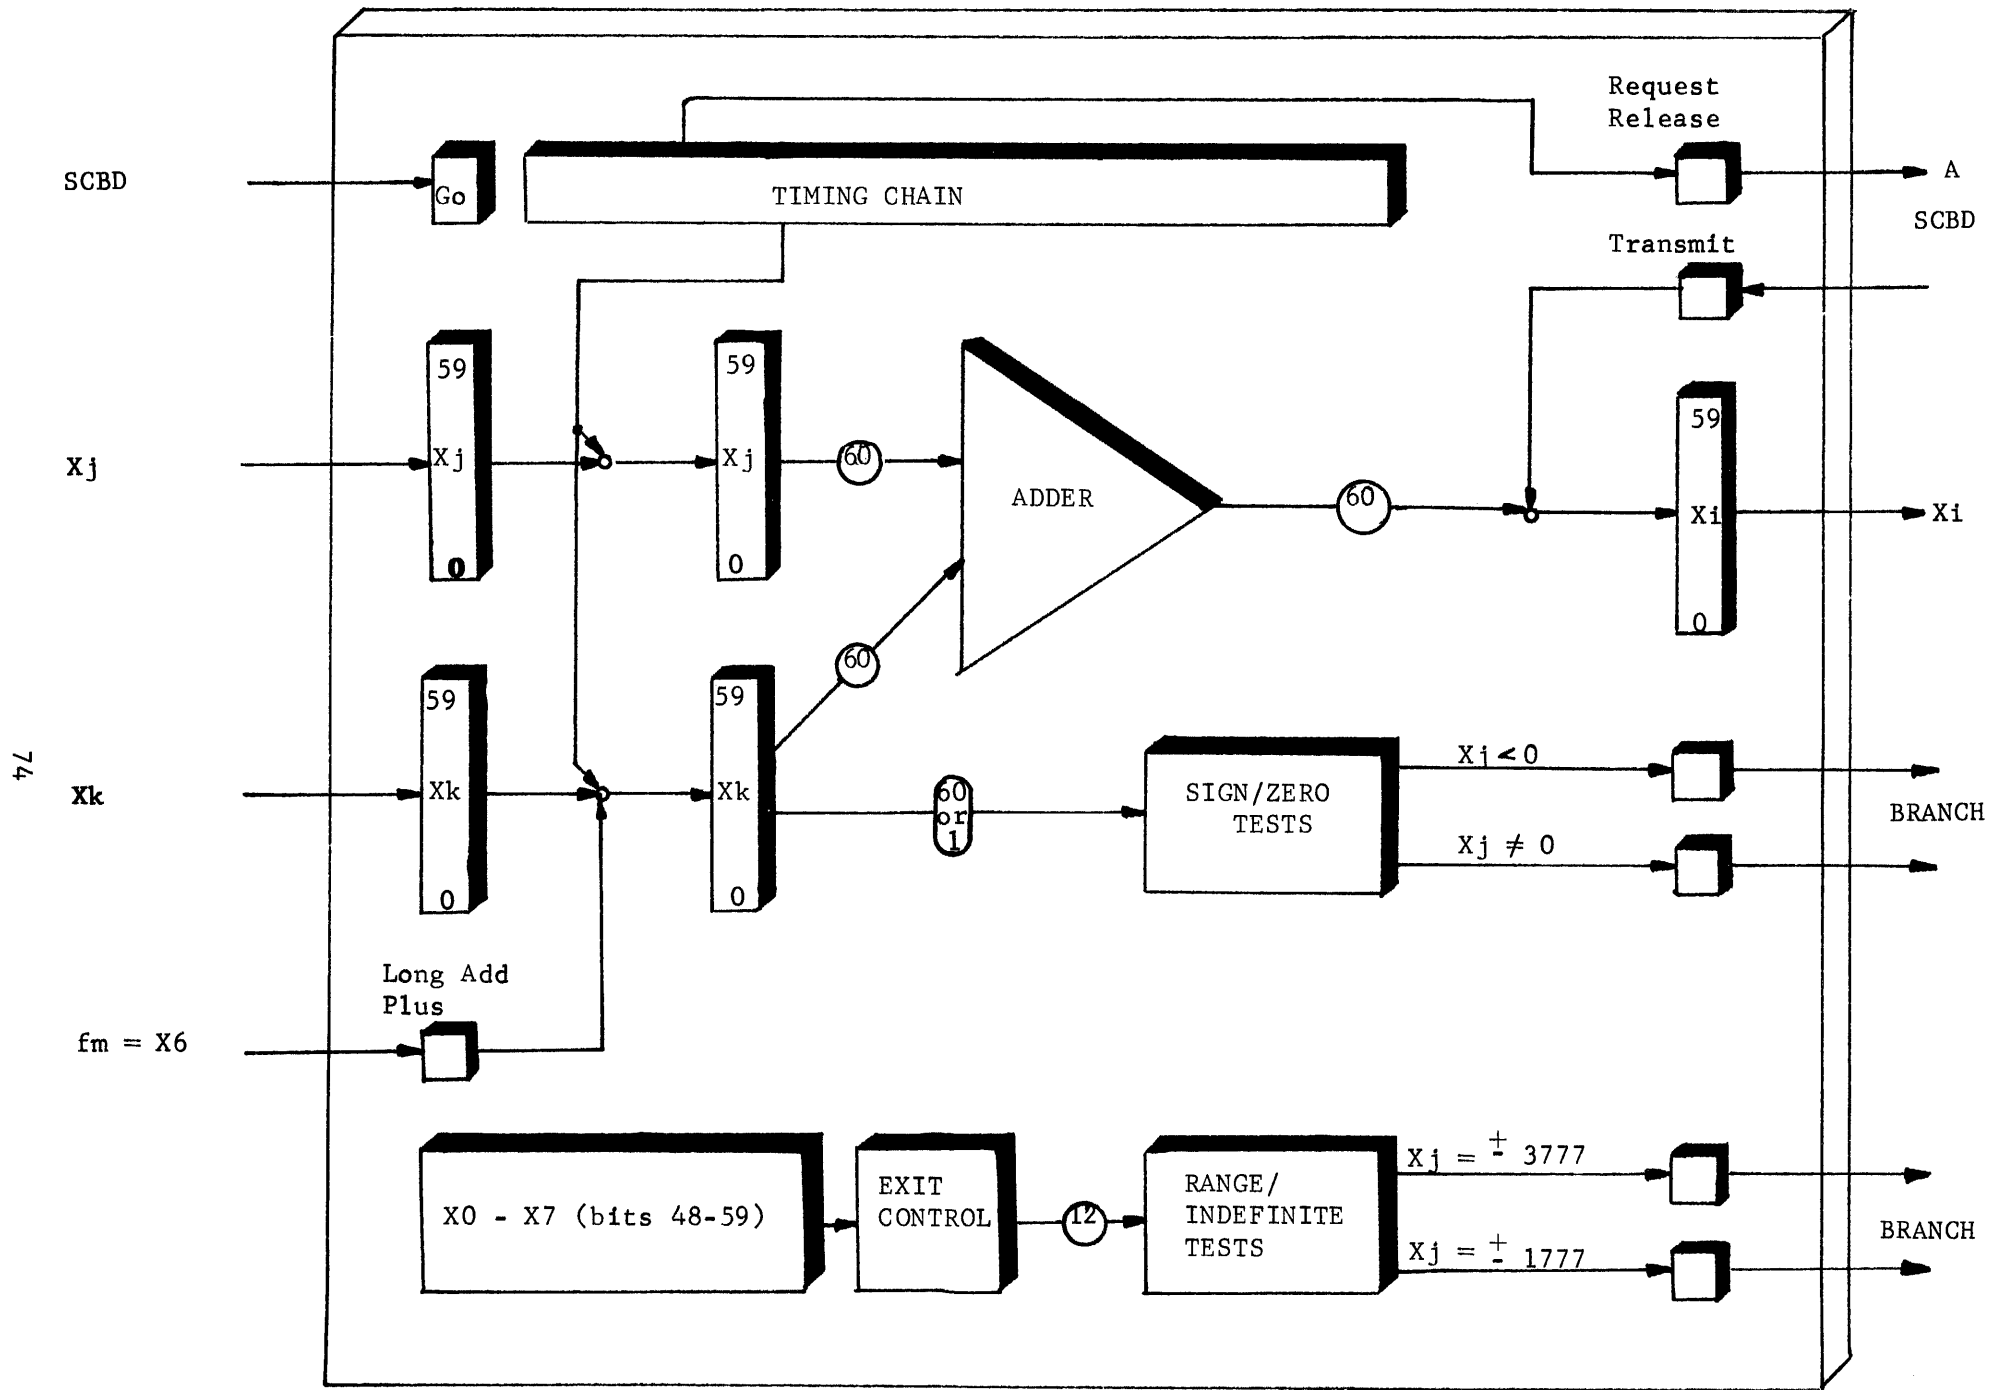 Request
Release
SCBD
Go
TIMING CHAIN
A
SCBD
Transmit
59
Xj
0
59
Xj
0
Xj
60
ADDER
60
59
Xi
0
Xi
60
59
Xk
0
59
Xk
0
Xk
60
or
1
SIGN/ZERO
TESTS
Xj < 0
Xj ≠ 0
BRANCH
74
Long Add
Plus
fm = X6
X0 - X7 (bits 48-59)
EXIT
CONTROL
12
RANGE/
INDEFINITE
TESTS
Xj = ± 3777
Xj = ± 1777
BRANCH